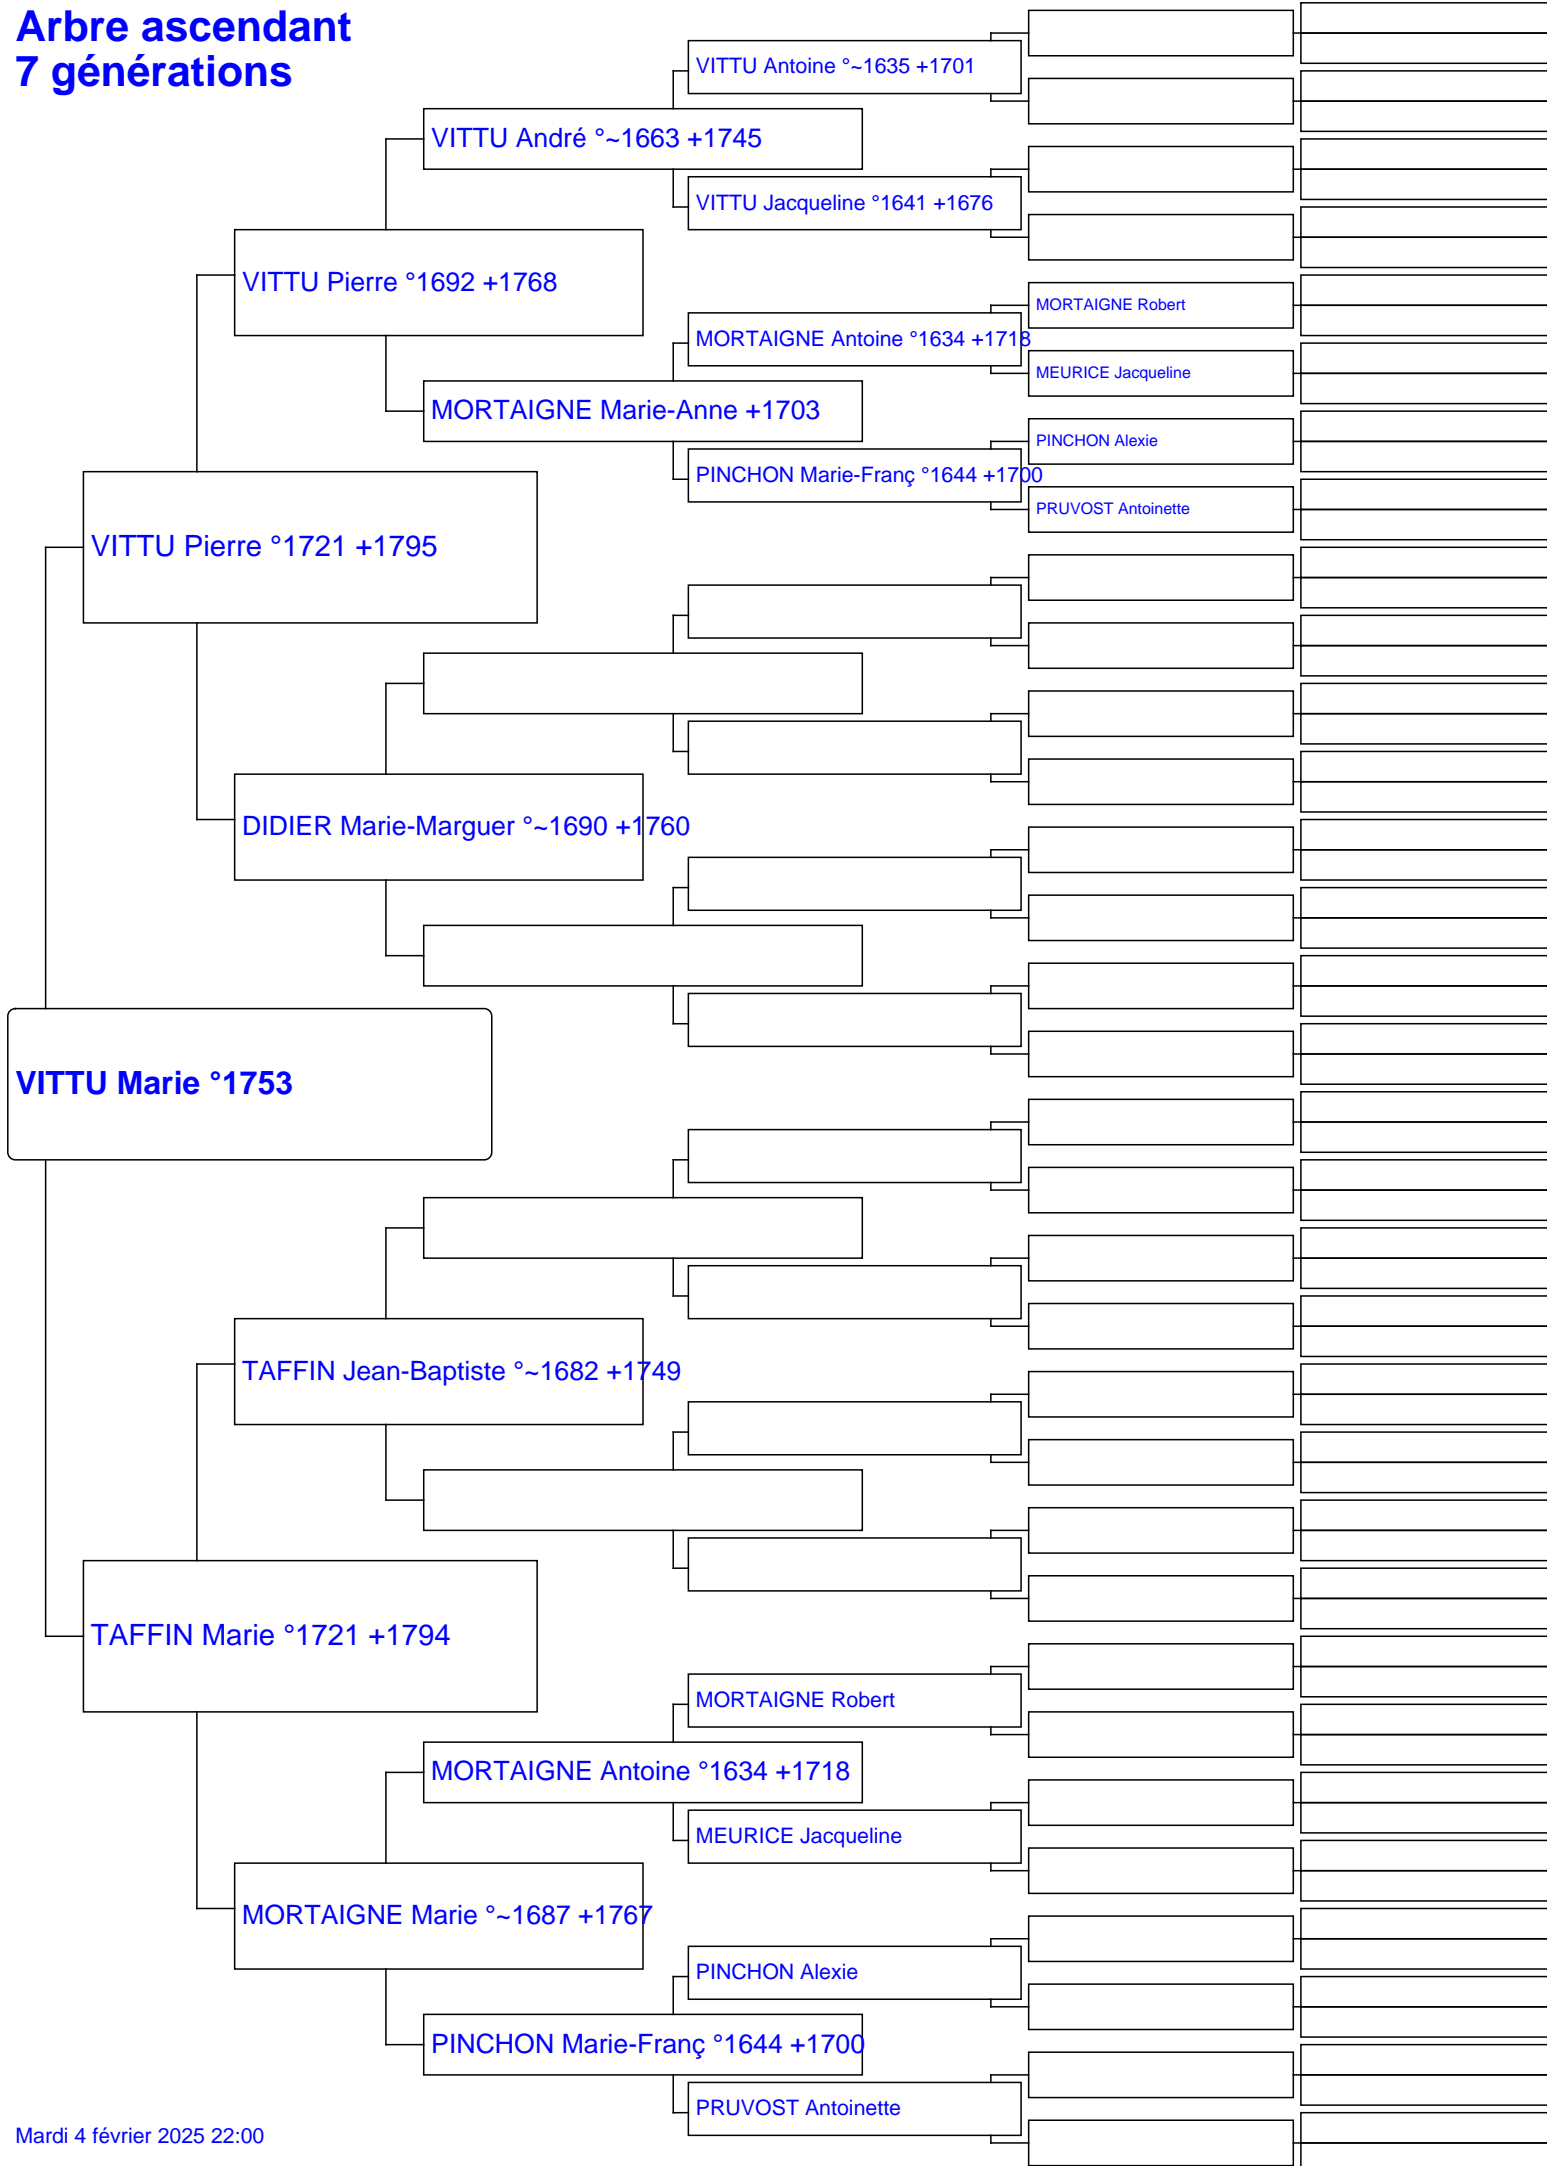 Arbre ascendant
7 générations
VITTU Antoine °~1635 +1701
VITTU André °~1663 +1745
VITTU Jacqueline °1641 +1676
VITTU Pierre °1692 +1768
MORTAIGNE Robert
MORTAIGNE Antoine °1634 +1718
MEURICE Jacqueline
MORTAIGNE Marie-Anne +1703
PINCHON Alexie
PINCHON Marie-Franç °1644 +1700
PRUVOST Antoinette
VITTU Pierre °1721 +1795
DIDIER Marie-Marguer °~1690 +1760
VITTU Marie °1753
TAFFIN Jean-Baptiste °~1682 +1749
TAFFIN Marie °1721 +1794
MORTAIGNE Robert
MORTAIGNE Antoine °1634 +1718
MEURICE Jacqueline
MORTAIGNE Marie °~1687 +1767
PINCHON Alexie
PINCHON Marie-Franç °1644 +1700
PRUVOST Antoinette
Mardi 4 février 2025 22:00